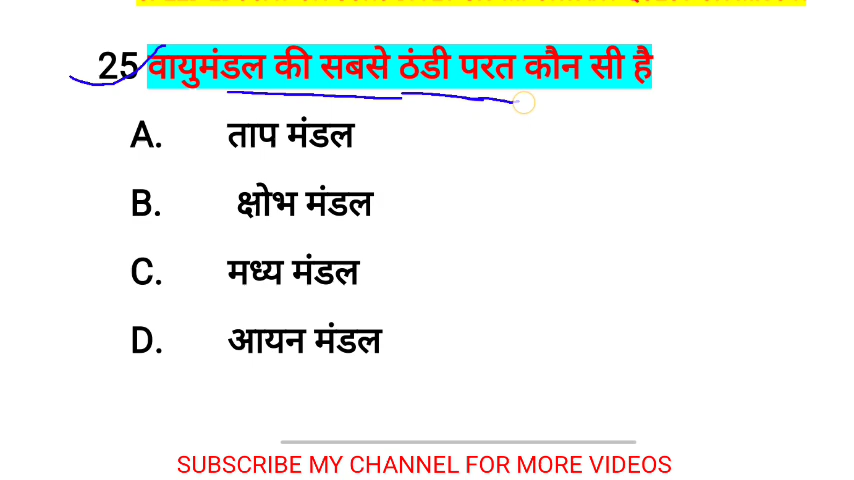 25 वायुमंडल की सबसे ठंडी परत कौन सी है
A. ताप मंडल
B. क्षोभ मंडल
C. मध्य मंडल
D. आयन मंडल
SUBSCRIBE MY CHANNEL FOR MORE VIDEOS